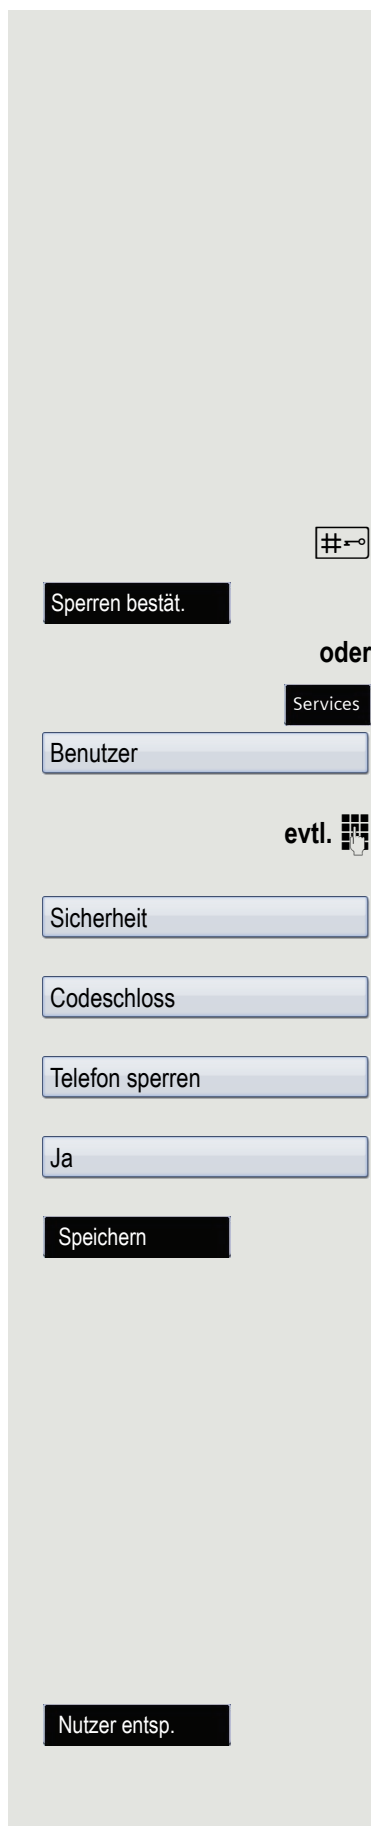 #
Sperren bestät.
oder
Services
Benutzer
evtl.
Sicherheit
Codeschloss
Telefon sperren
Ja
Speichern
Nutzer entsp.